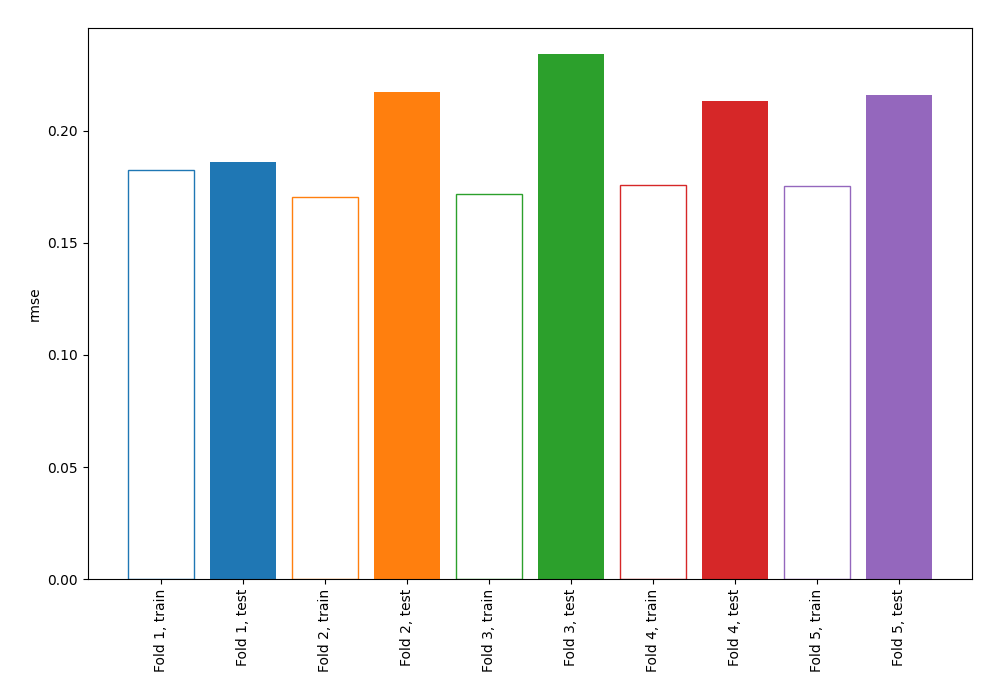 0.20
0.15
0.10
0.05
0.00
rmse
Fold 1, train
Fold 1, test
Fold 2, train
Fold 2, test
Fold 3, train
Fold 3, test
Fold 4, train
Fold 4, test
Fold 5, train
Fold 5, test